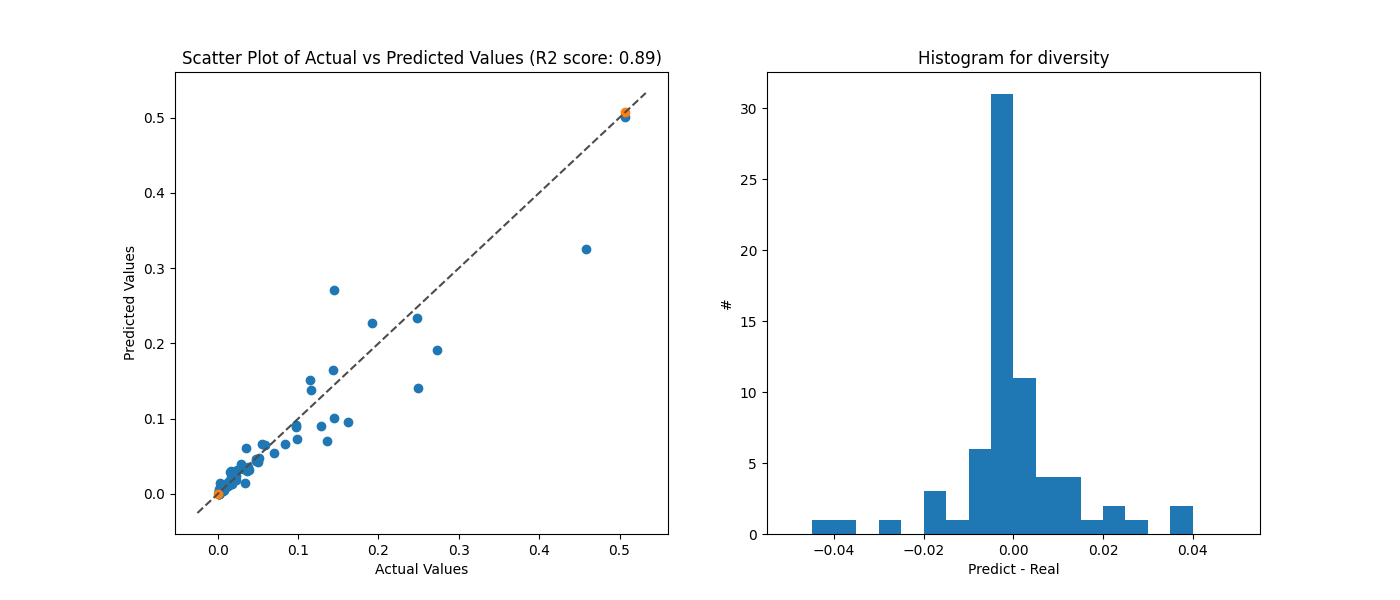 Scatter Plot of Actual vs Predicted Values (R2 score: 0.89)
Predicted Values
0.5
0.4
0.3
0.2
0.1
0.0
0.0 0.1 0.2 0.3 0.4 0.5
Actual Values
Histogram for diversity
#
30
25
20
15
10
5
0
−0.04 −0.02 0.00 0.02 0.04
Predict - Real